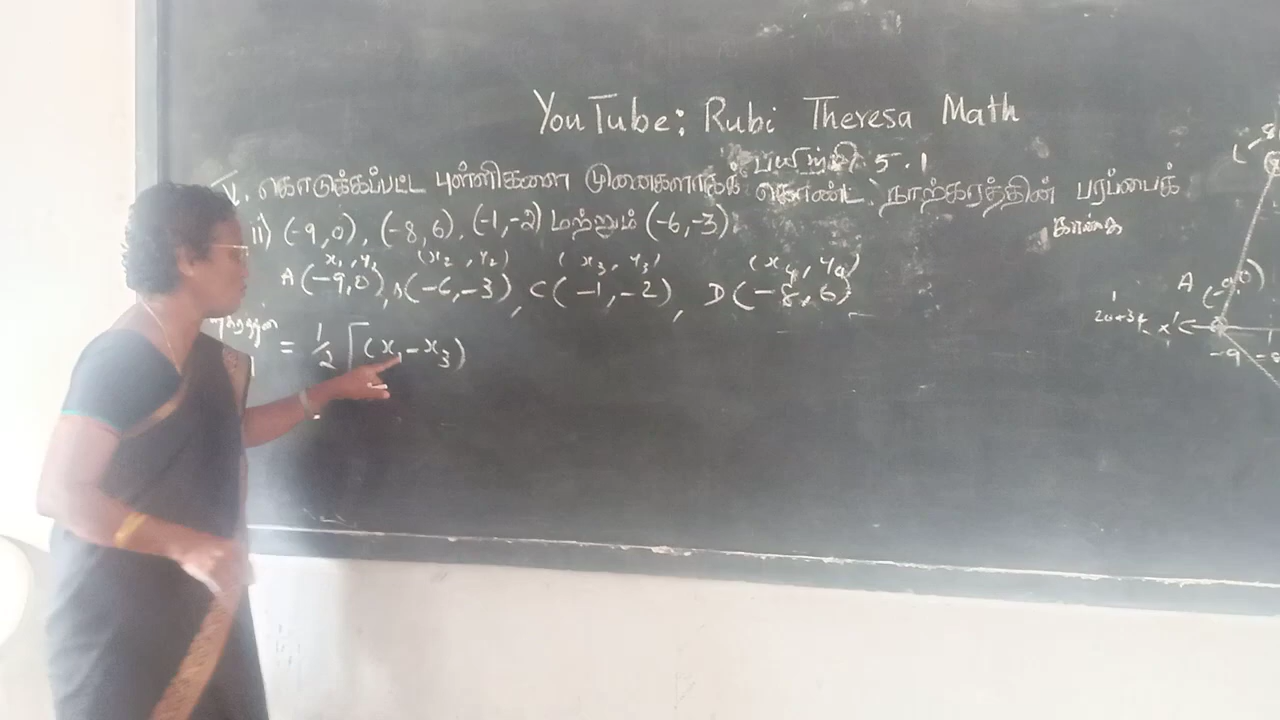 YouTube: Rubi Theresa Math
பயிற்சி 5.1
கொடுக்கப்பட்ட புள்ளிகளை முனைகளாகக் கொண்ட நாற்கரத்தின் பரப்பைக்
காண்க
ii) (-9,0), (-8,6), (-1,-2) மற்றும் (-6,-3)
x₁, y₁ (x₂, y₂) (x₃, y₃) (x₄, y₄)
A(-9,0), B(-6,-3), C(-1,-2), D(-8,6)
= 1/2 [(x₁-x₃)
A
-9 -8